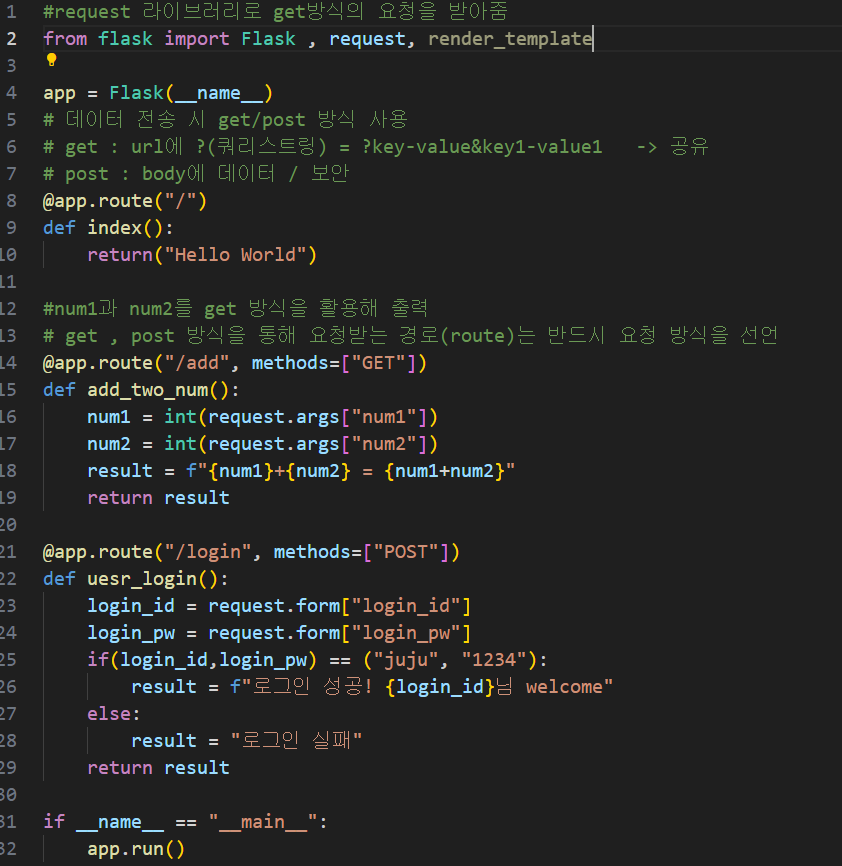 1 #request 라이브러리로 get방식의 요청을 받아줌
2 from flask import Flask , request, render_template
3
4 app = Flask(__name__)
5 # 데이터 전송 시 get/post 방식 사용
6 # get : url에 ?(쿼리스트링) = ?key-value&key1-value1   -> 공유
7 # post : body에 데이터 / 보안
8 @app.route("/")
9 def index():
10     return("Hello World")
11
12 #num1과 num2를 get 방식을 활용해 출력
13 # get , post 방식을 통해 요청받는 경로(route)는 반드시 요청 방식을 선언
14 @app.route("/add", methods=["GET"])
15 def add_two_num():
16     num1 = int(request.args["num1"])
17     num2 = int(request.args["num2"])
18     result = f"{num1}+{num2} = {num1+num2}"
19     return result
20
21 @app.route("/login", methods=["POST"])
22 def uesr_login():
23     login_id = request.form["login_id"]
24     login_pw = request.form["login_pw"]
25     if(login_id,login_pw) == ("juju", "1234"):
26         result = f"로그인 성공! {login_id}님 welcome"
27     else:
28         result = "로그인 실패"
29     return result
30
31 if __name__ == "__main__":
32     app.run()